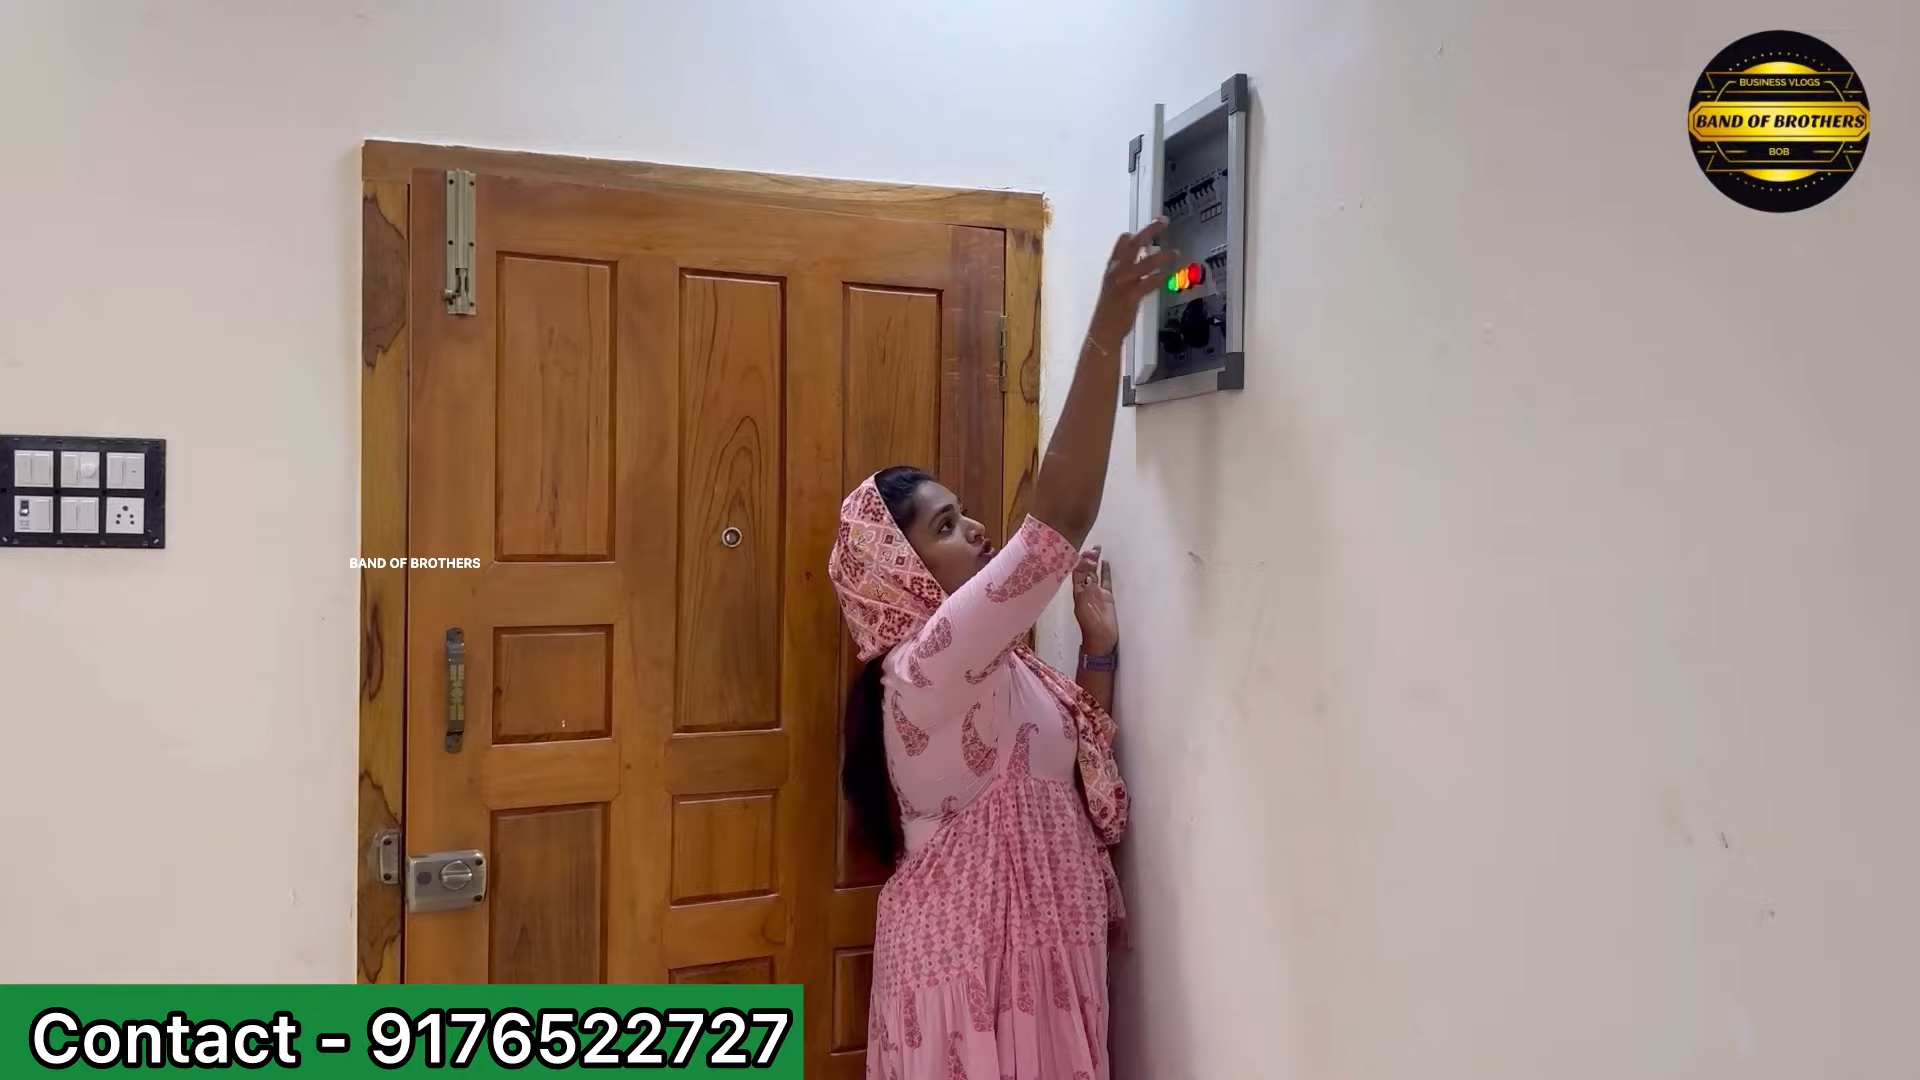 BUSINESS VLOGS
BAND OF BROTHERS
BOB
BAND OF BROTHERS
Contact - 9176522727